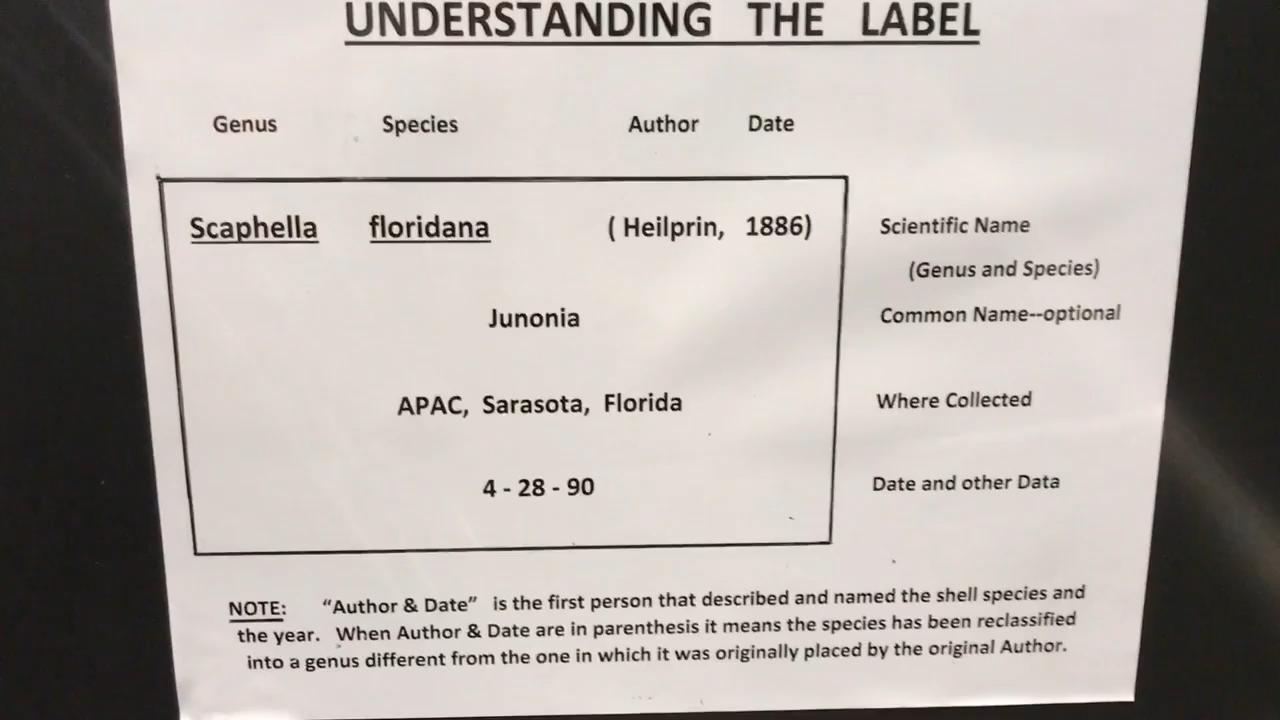 UNDERSTANDING THE LABEL
Genus Species Author Date
Scaphella floridana ( Heilprin, 1886) Scientific Name
(Genus and Species)
Junonia Common Name--optional
APAC, Sarasota, Florida Where Collected
4 - 28 - 90 Date and other Data
NOTE: “Author & Date” is the first person that described and named the shell species and
the year. When Author & Date are in parenthesis it means the species has been reclassified
into a genus different from the one in which it was originally placed by the original Author.